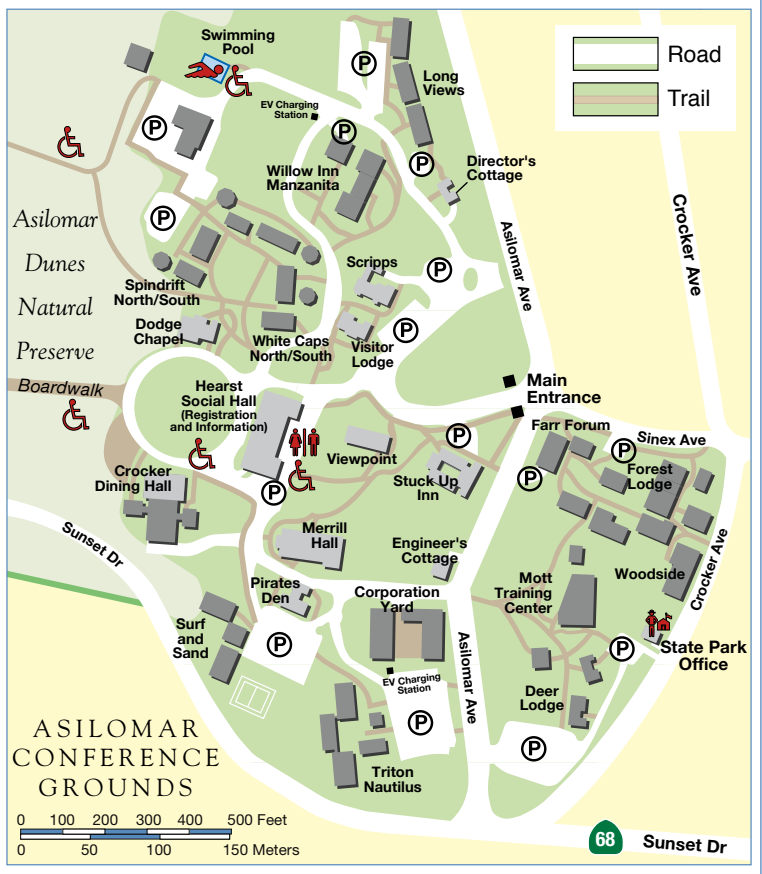 Swimming
Pool
P
Long
Views
Road
Trail
EV Charging
Station
P
P
Willow Inn
Manzanita
P
Director's
Cottage
Crocker Ave
Asilomar
Dunes
Natural
Preserve
P
Asilomar Ave
Scripps
P
Spindrift
North/South
Dodge
Chapel
White Caps
North/South
Visitor
Lodge
P
Boardwalk
Hearst
Social Hall
(Registration
and Information)
Main
Entrance
Farr Forum
Sinex Ave
P
P
Viewpoint
Stuck Up
Inn
P
Forest
Lodge
Crocker
Dining Hall
P
Sunset Dr
Merrill
Hall
Engineer's
Cottage
Crocker Ave
Woodside
Mott
Training
Center
Pirates
Den
Corporation
Yard
Surf
and
Sand
P
Asilomar Ave
P
State Park
Office
EV Charging
Station
P
Deer
Lodge
P
Triton
Nautilus
ASILOMAR
CONFERENCE
GROUNDS
0 100 200 300 400 500 Feet
0 50 100 150 Meters
68
Sunset Dr